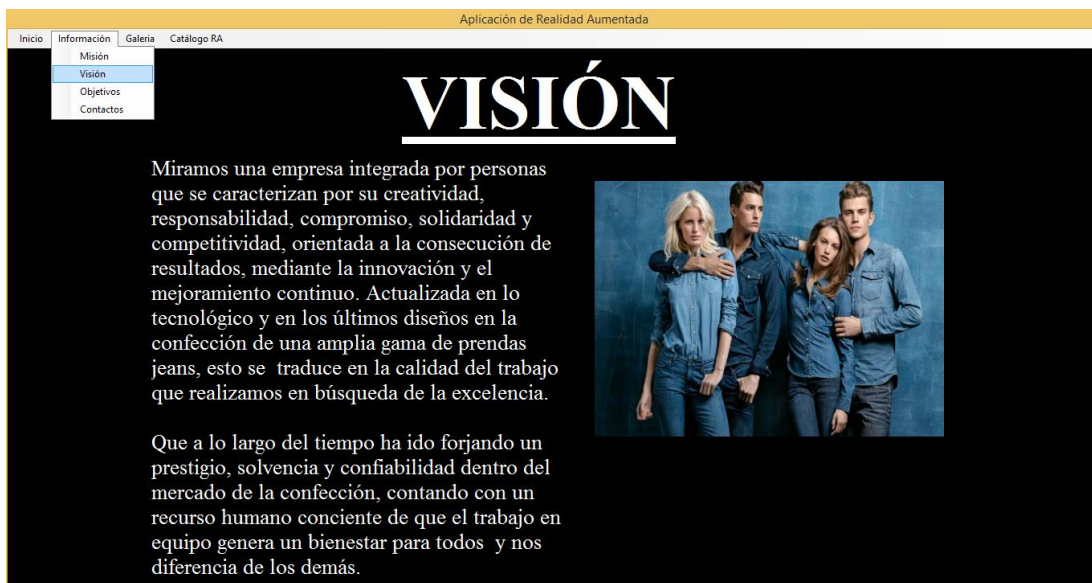 Aplicación de Realidad Aumentada
Inicio Información Galeria Catálogo RA
Misión
Visión
Objetivos
Contactos
VISIÓN
Miramos una empresa integrada por personas
que se caracterizan por su creatividad,
responsabilidad, compromiso, solidaridad y
competitividad, orientada a la consecución de
resultados, mediante la innovación y el
mejoramiento continuo. Actualizada en lo
tecnológico y en los últimos diseños en la
confección de una amplia gama de prendas
jeans, esto se  traduce en la calidad del trabajo
que realizamos en búsqueda de la excelencia.
Que a lo largo del tiempo ha ido forjando un
prestigio, solvencia y confiabilidad dentro del
mercado de la confección, contando con un
recurso humano conciente de que el trabajo en
equipo genera un bienestar para todos  y nos
diferencia de los demás.